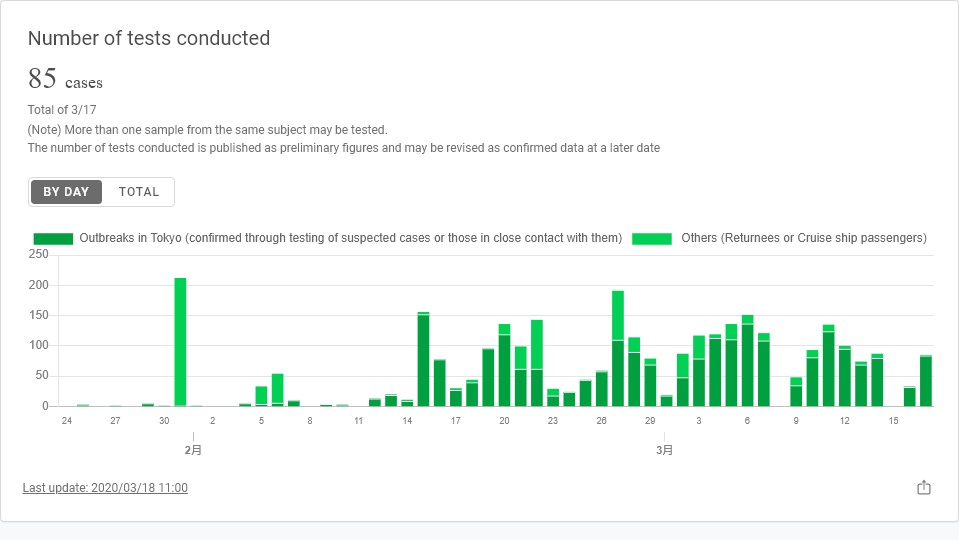 Number of tests conducted
85 cases
Total of 3/17
(Note) More than one sample from the same subject may be tested.
The number of tests conducted is published as preliminary figures and may be revised as confirmed data at a later date
BY DAY TOTAL
Outbreaks in Tokyo (confirmed through testing of suspected cases or those in close contact with them) Others (Returnees or Cruise ship passengers)
250
200
150
100
50
0
24 27 30 2 5 8 11 14 17 20 23 26 29 3 6 9 12 15
2月 3月
Last update: 2020/03/18 11:00